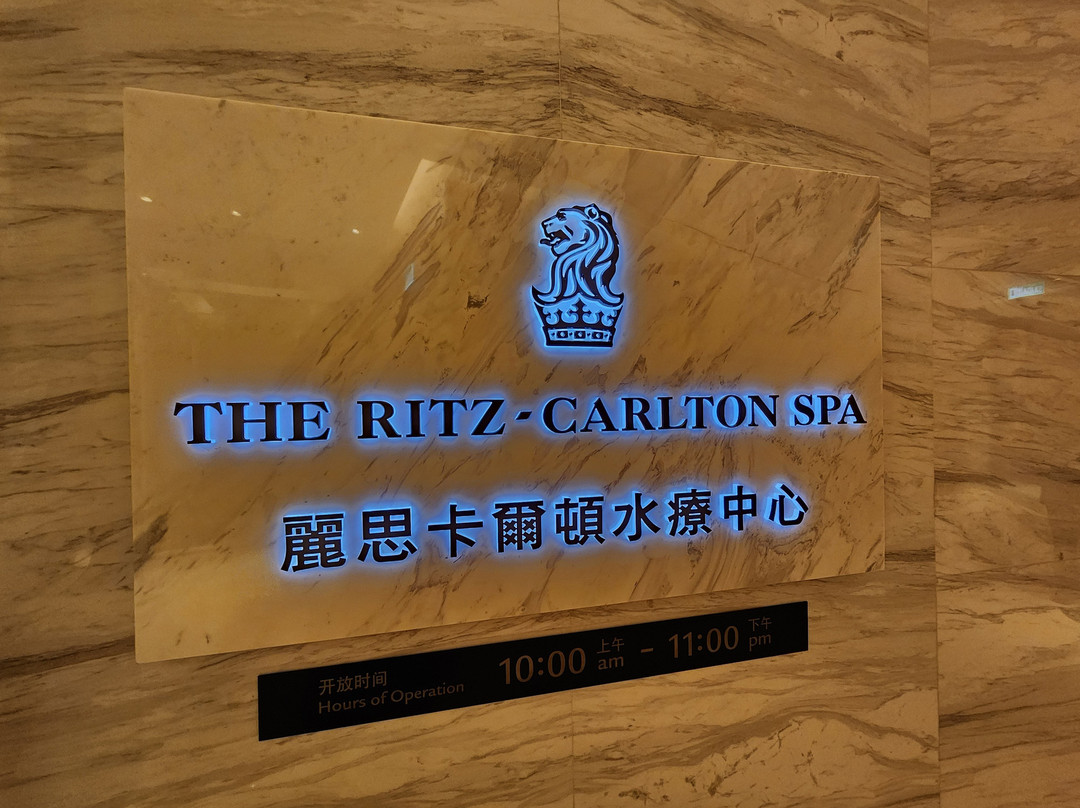 THE RITZ-CARLTON SPA
麗思卡爾頓水療中心
开放时间 10:00 上午 - 11:00 下午
Hours of Operation am pm